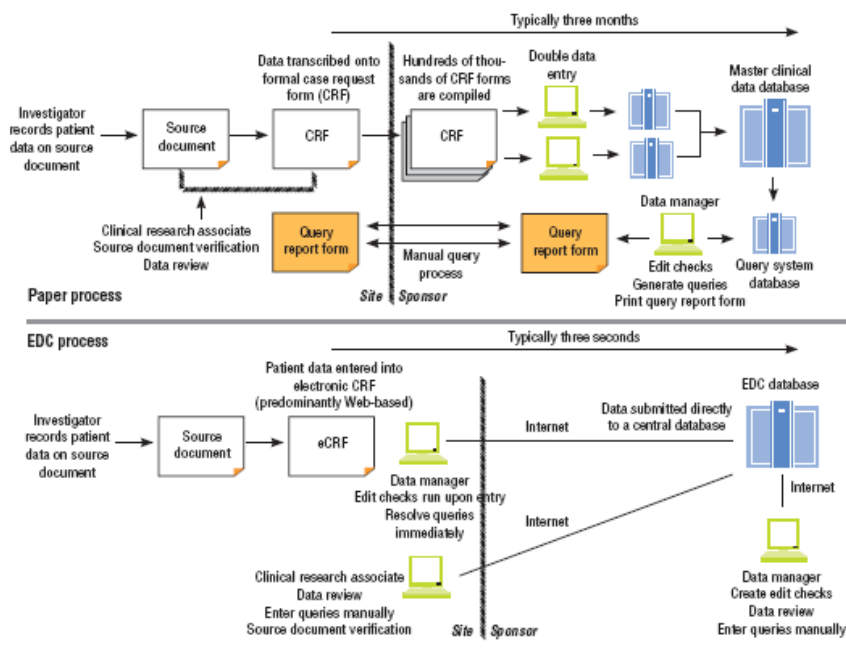 Typically three months
Data transcribed onto
formal case request
form (CRF)
Hundreds of thou-
sands of CRF forms
are compiled
Double data
entry
Master clinical
data database
Investigator
records patient
data on source
document
Source
document
CRF
CRF
Clinical research associate
Source document verification
Data review
Query
report form
Manual query
process
Query
report form
Data manager
Edit checks
Generate queries
Print query report form
Query system
database
Paper process
Site
Sponsor
EDC process
Typically three seconds
Patient data entered into
electronic CRF
(predominantly Web-based)
EDC database
Investigator
records patient
data on source
document
Source
document
eCRF
Internet
Data submitted directly
to a central database
Data manager
Edit checks run upon entry
Resolve queries
immediately
Internet
Internet
Clinical research associate
Data review
Enter queries manually
Source document verification
Data manager
Create edit checks
Data review
Enter queries manually
Site
Sponsor